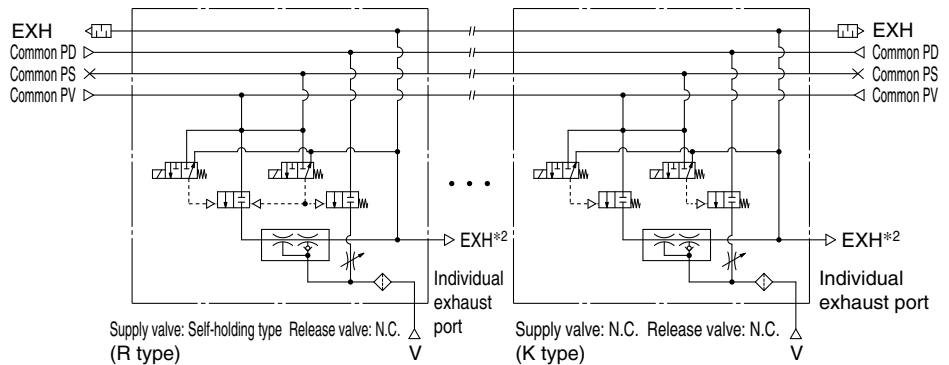 EXH
Common PD
Common PS
Common PV
EXH
Common PD
Common PS
Common PV
• • •
EXH*2
Individual
exhaust
port
EXH*2
Individual
exhaust port
Supply valve: Self-holding type Release valve: N.C.
(R type)
V
Supply valve: N.C. Release valve: N.C.
(K type)
V